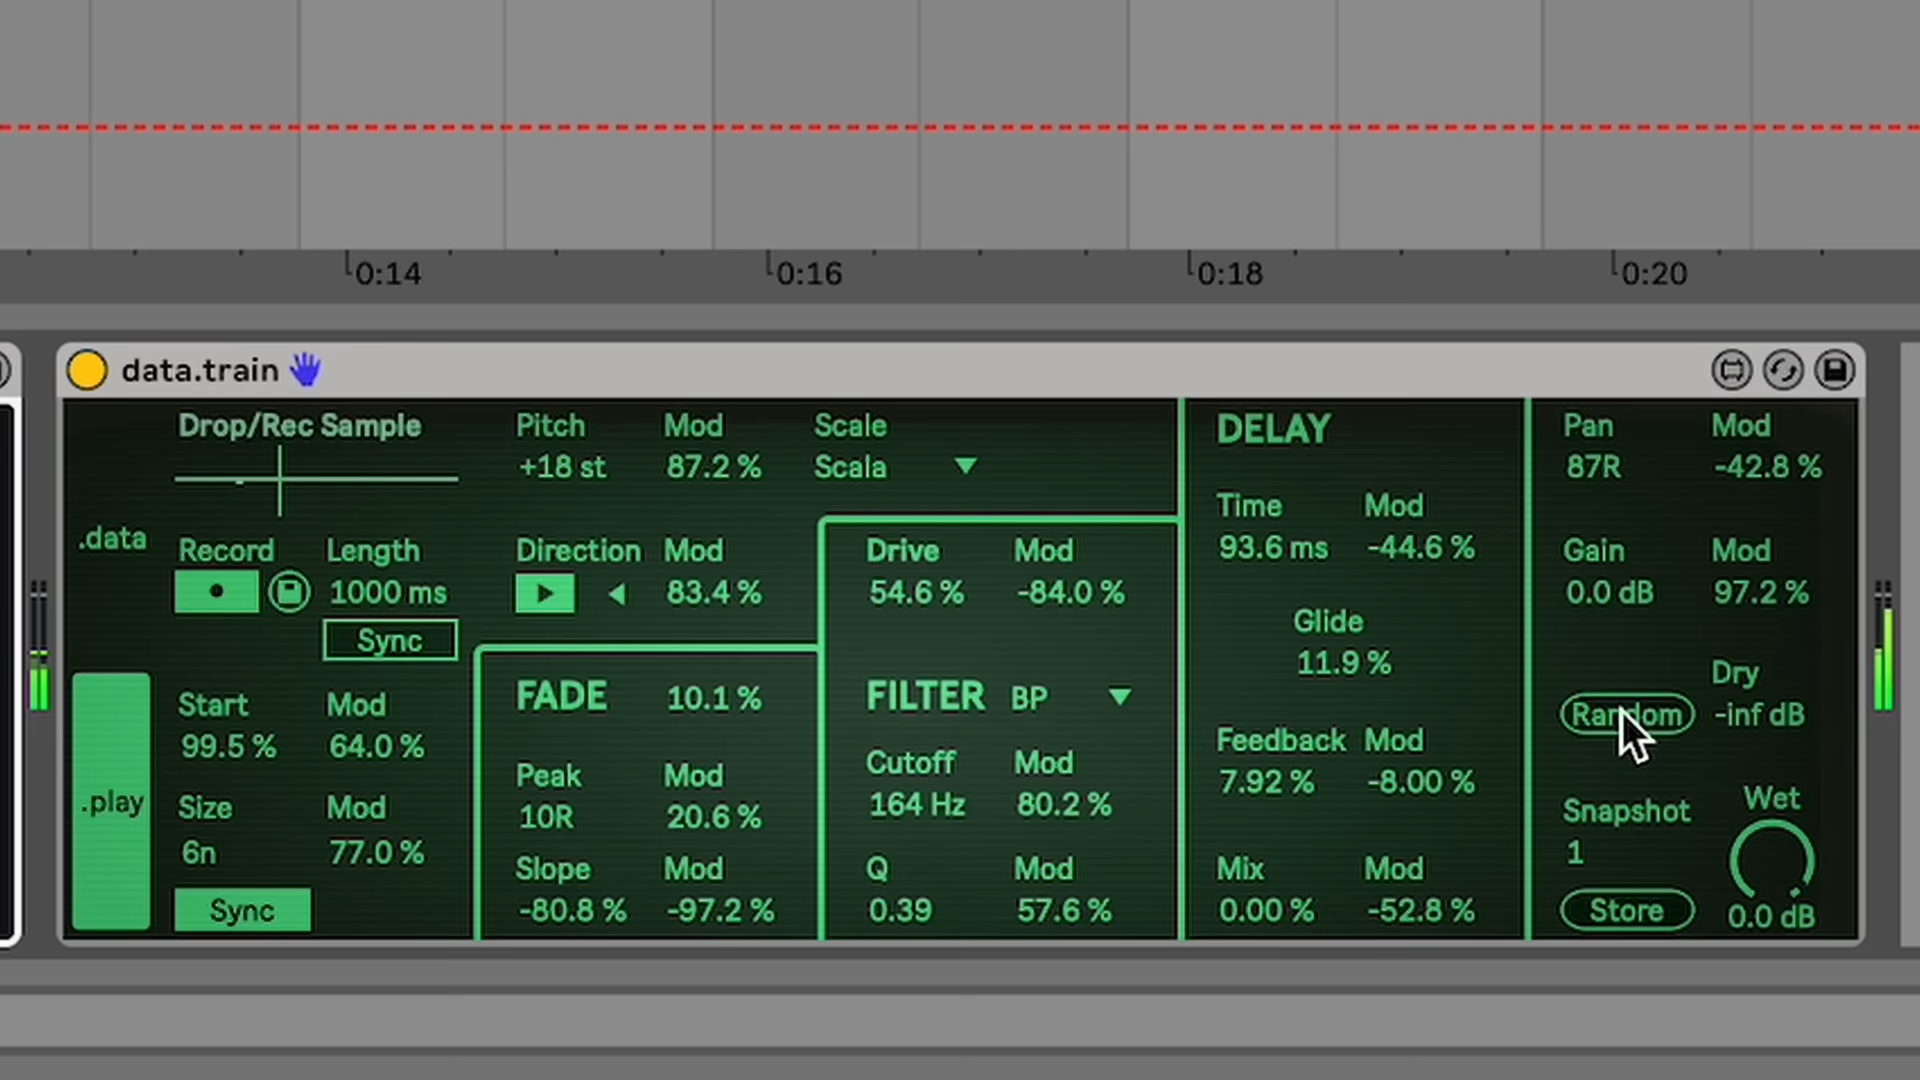 0:14 0:16 0:18 0:20
data.train
.data
.play
Drop/Rec Sample
Record Length
1000 ms
Sync
Start Mod
99.5 % 64.0 %
Size Mod
6n 77.0 %
Sync
Pitch Mod Scale
+18 st 87.2 % Scala
Direction Mod
83.4 %
FADE 10.1 %
Peak Mod
10R 20.6 %
Slope Mod
-80.8 % -97.2 %
Drive Mod
54.6 % -84.0 %
FILTER BP
Cutoff Mod
164 Hz 80.2 %
Q Mod
0.39 57.6 %
DELAY
Time Mod
93.6 ms -44.6 %
Glide
11.9 %
Feedback Mod
7.92 % -8.00 %
Mix Mod
0.00 % -52.8 %
Pan Mod
87R -42.8 %
Gain Mod
0.0 dB 97.2 %
Dry
Random -inf dB
Snapshot Wet
1
Store 0.0 dB